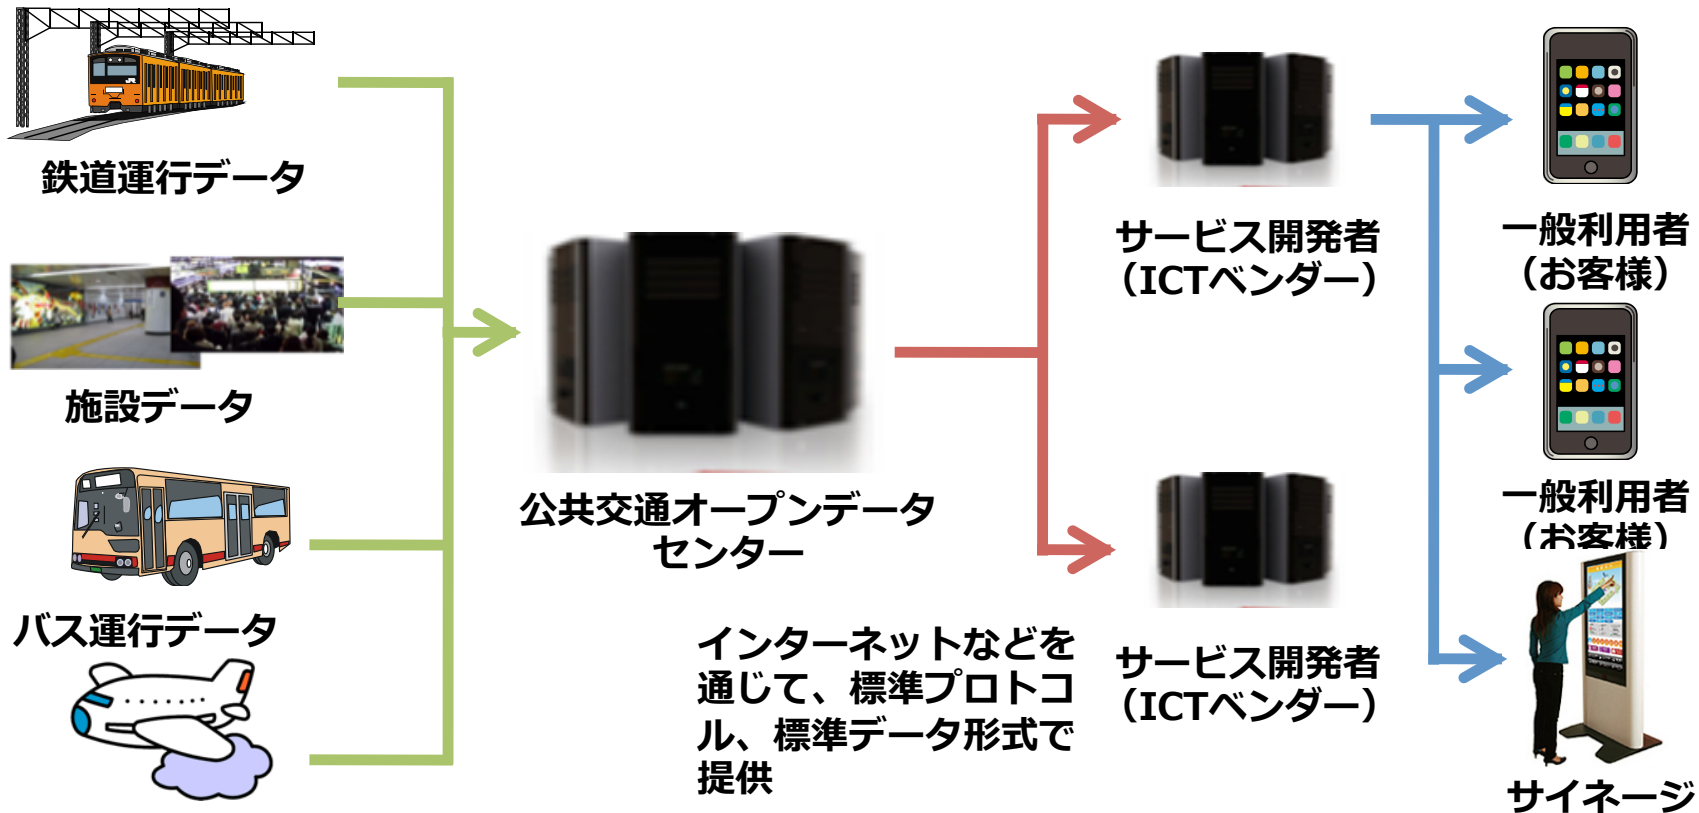 鉄道運行データ
施設データ
バス運行データ
公共交通オープンデータ
センター
インターネットなどを
通じて、標準プロトコ
ル、標準データ形式で
提供
サービス開発者
（ICTベンダー）
サービス開発者
（ICTベンダー）
一般利用者
（お客様）
一般利用者
（お客様）
サイネージ
JR